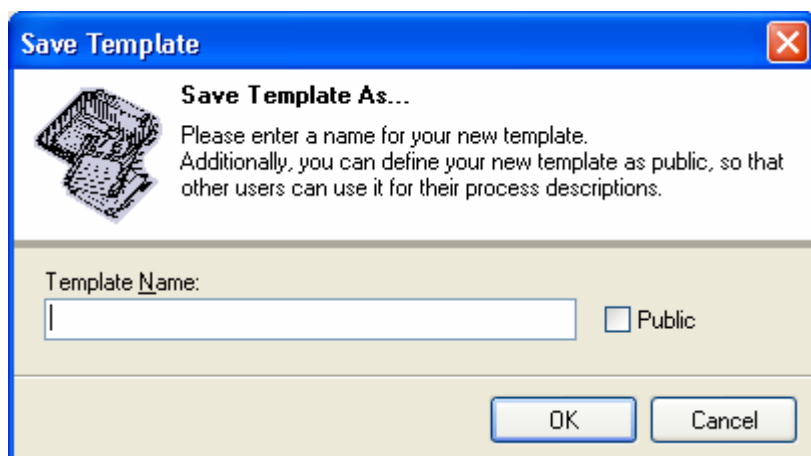 Save Template
Save Template As...
Please enter a name for your new template.
Additionally, you can define your new template as public, so that
other users can use it for their process descriptions.
Template Name:
Public
OK
Cancel